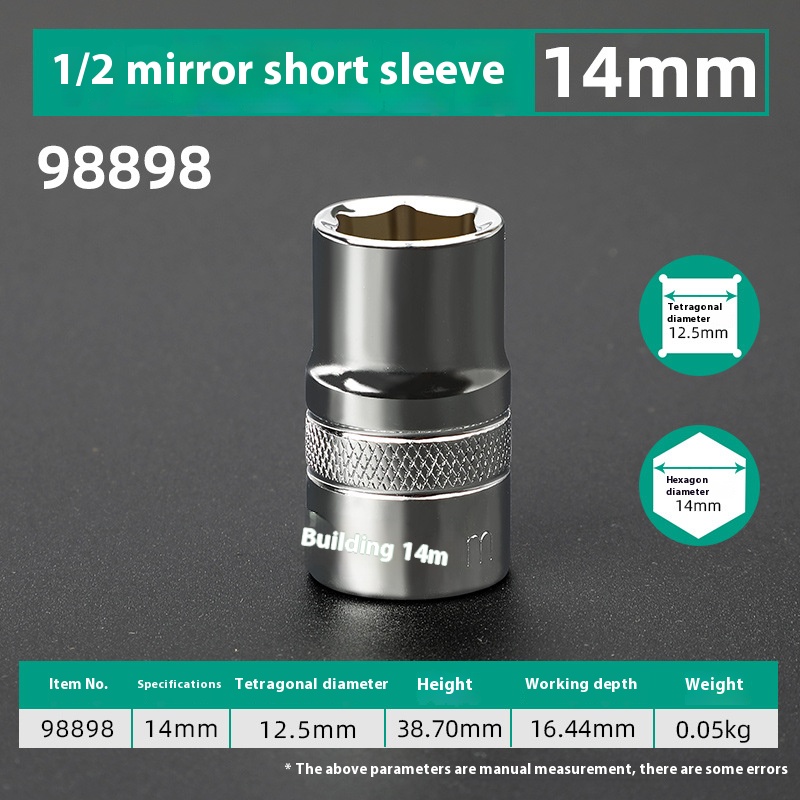 1/2 mirror short sleeve 14mm
98898
Tetragonal
diameter
12.5mm
Hexagon
diameter
14mm
Building 14m m
Item No. Specifications Tetragonal diameter Height Working depth Weight
98898 14mm 12.5mm 38.70mm 16.44mm 0.05kg
* The above parameters are manual measurement, there are some errors